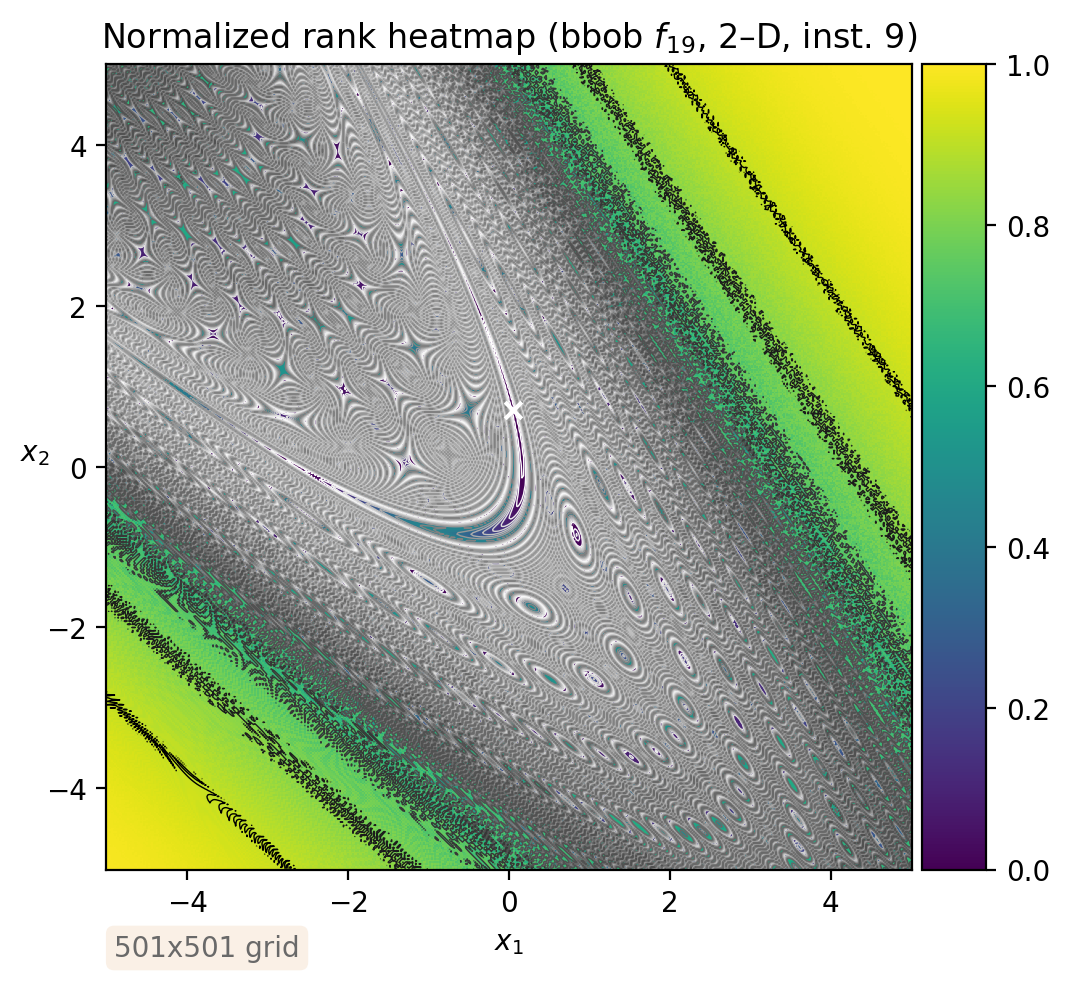 Normalized rank heatmap (bbob f₁₉, 2–D, inst. 9)
1.0
0.8
0.6
0.4
0.2
0.0
4
2
0
−2
−4
x₂
−4 −2 0 2 4
x₁
501x501 grid